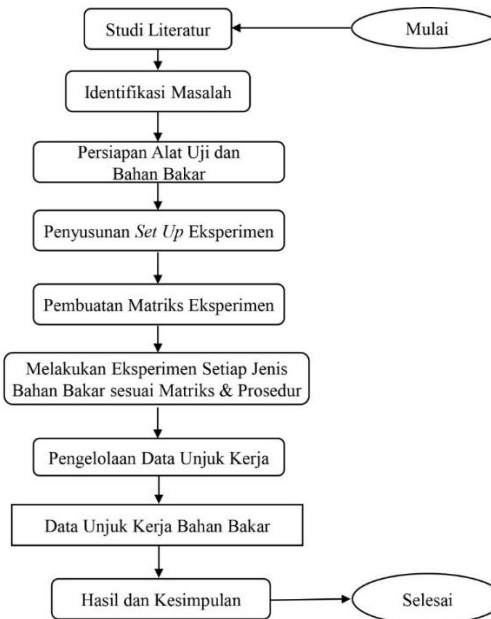 Mulai
Studi Literatur
Identifikasi Masalah
Persiapan Alat Uji dan
Bahan Bakar
Penyusunan Set Up Eksperimen
Pembuatan Matriks Eksperimen
Melakukan Eksperimen Setiap Jenis
Bahan Bakar sesuai Matriks & Prosedur
Pengelolaan Data Unjuk Kerja
Data Unjuk Kerja Bahan Bakar
Hasil dan Kesimpulan
Selesai